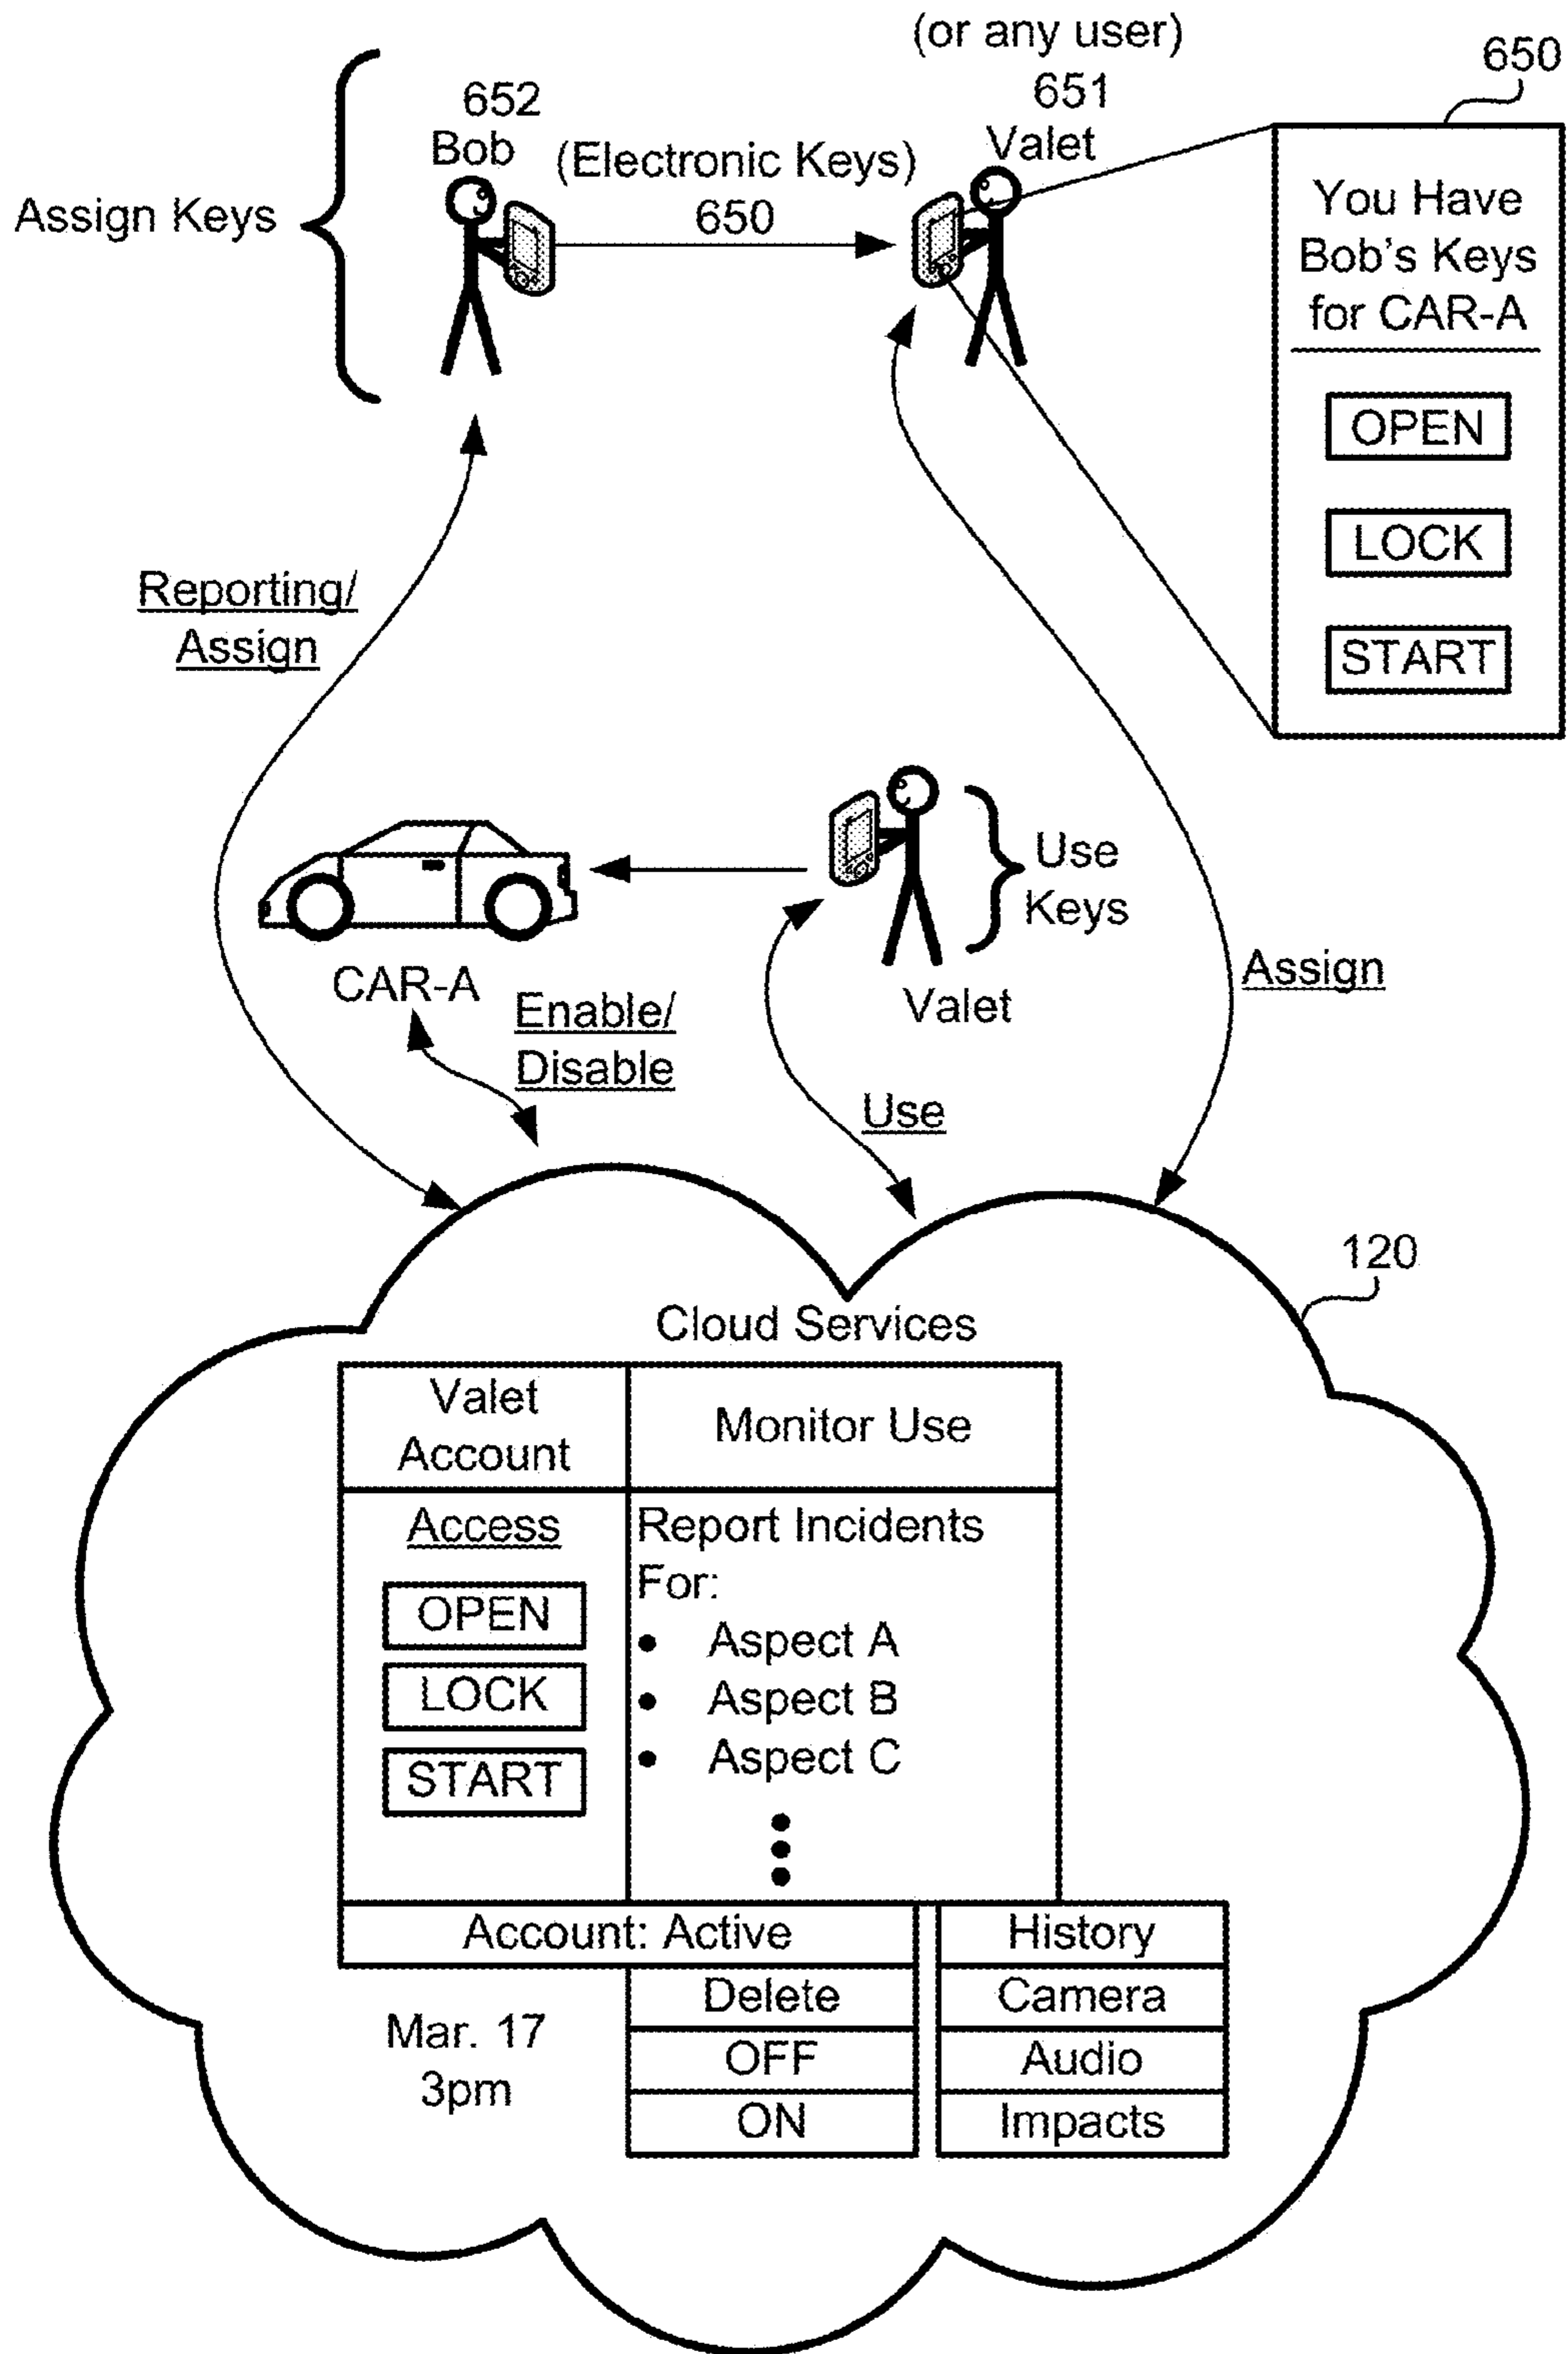 (or any user)
651
Valet
650
652
Bob
(Electronic Keys)
650
Assign Keys
You Have
Bob's Keys
for CAR-A
OPEN
LOCK
START
Reporting/
Assign
Use
Keys
CAR-A
Valet
Assign
Enable/
Disable
Use
120
Cloud Services
Valet
Account
Monitor Use
Access
OPEN
LOCK
START
Report Incidents
For:
• Aspect A
• Aspect B
• Aspect C
Account: Active
History
Delete
Camera
Mar. 17
3pm
OFF
Audio
ON
Impacts